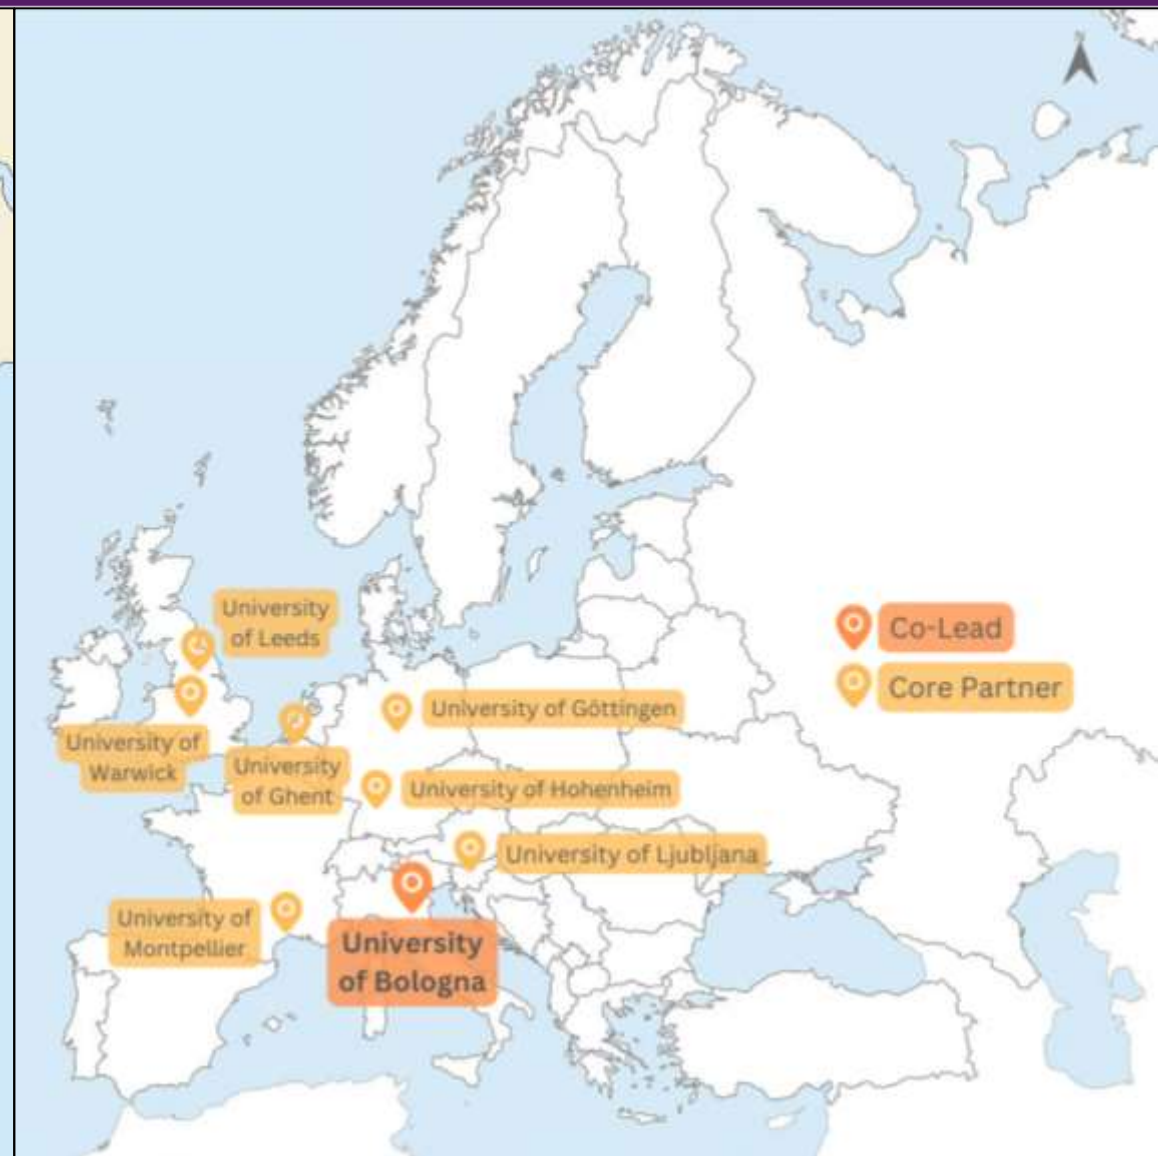 University
of Leeds
Co-Lead
Core Partner
University of Göttingen
University of
Warwick
University
of Ghent
University of Hohenheim
University of Ljubljana
University of
Montpellier
University
of Bologna